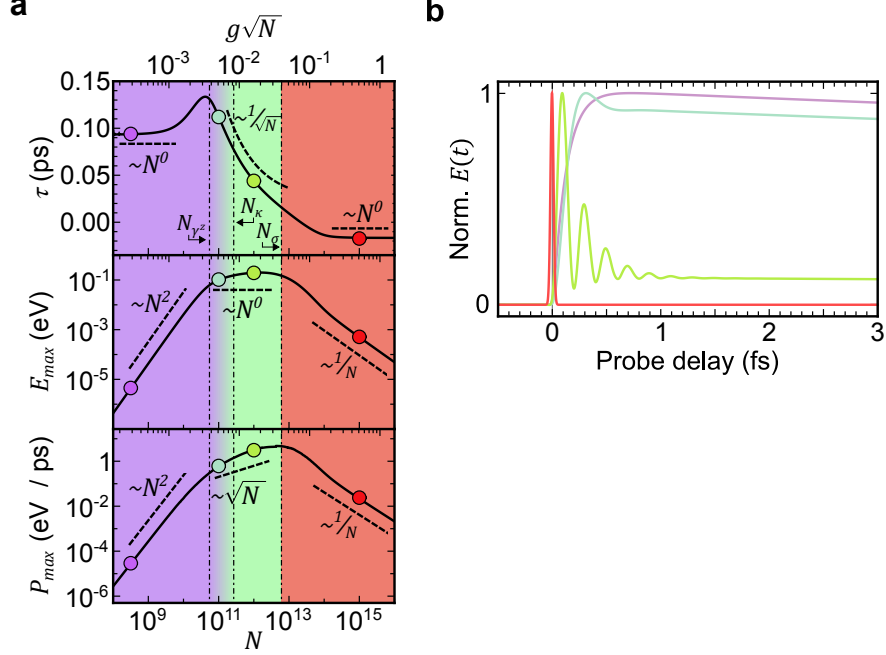 a
g√N
10⁻³ 10⁻² 10⁻¹ 1
τ (ps)
0.15
0.10
0.05
0.00
~N⁰
~1/√N
~N⁰
N_γᶻ
N_κ
N_σ
E_max (eV)
10⁻¹
10⁻³
10⁻⁵
~N²
~N⁰
~1/N
P_max (eV / ps)
1
10⁻²
10⁻⁴
10⁻⁶
~N²
~√N
~1/N
10⁹ 10¹¹ 10¹³ 10¹⁵
N
b
Norm. E(t)
1
0
0 1 2 3
Probe delay (fs)